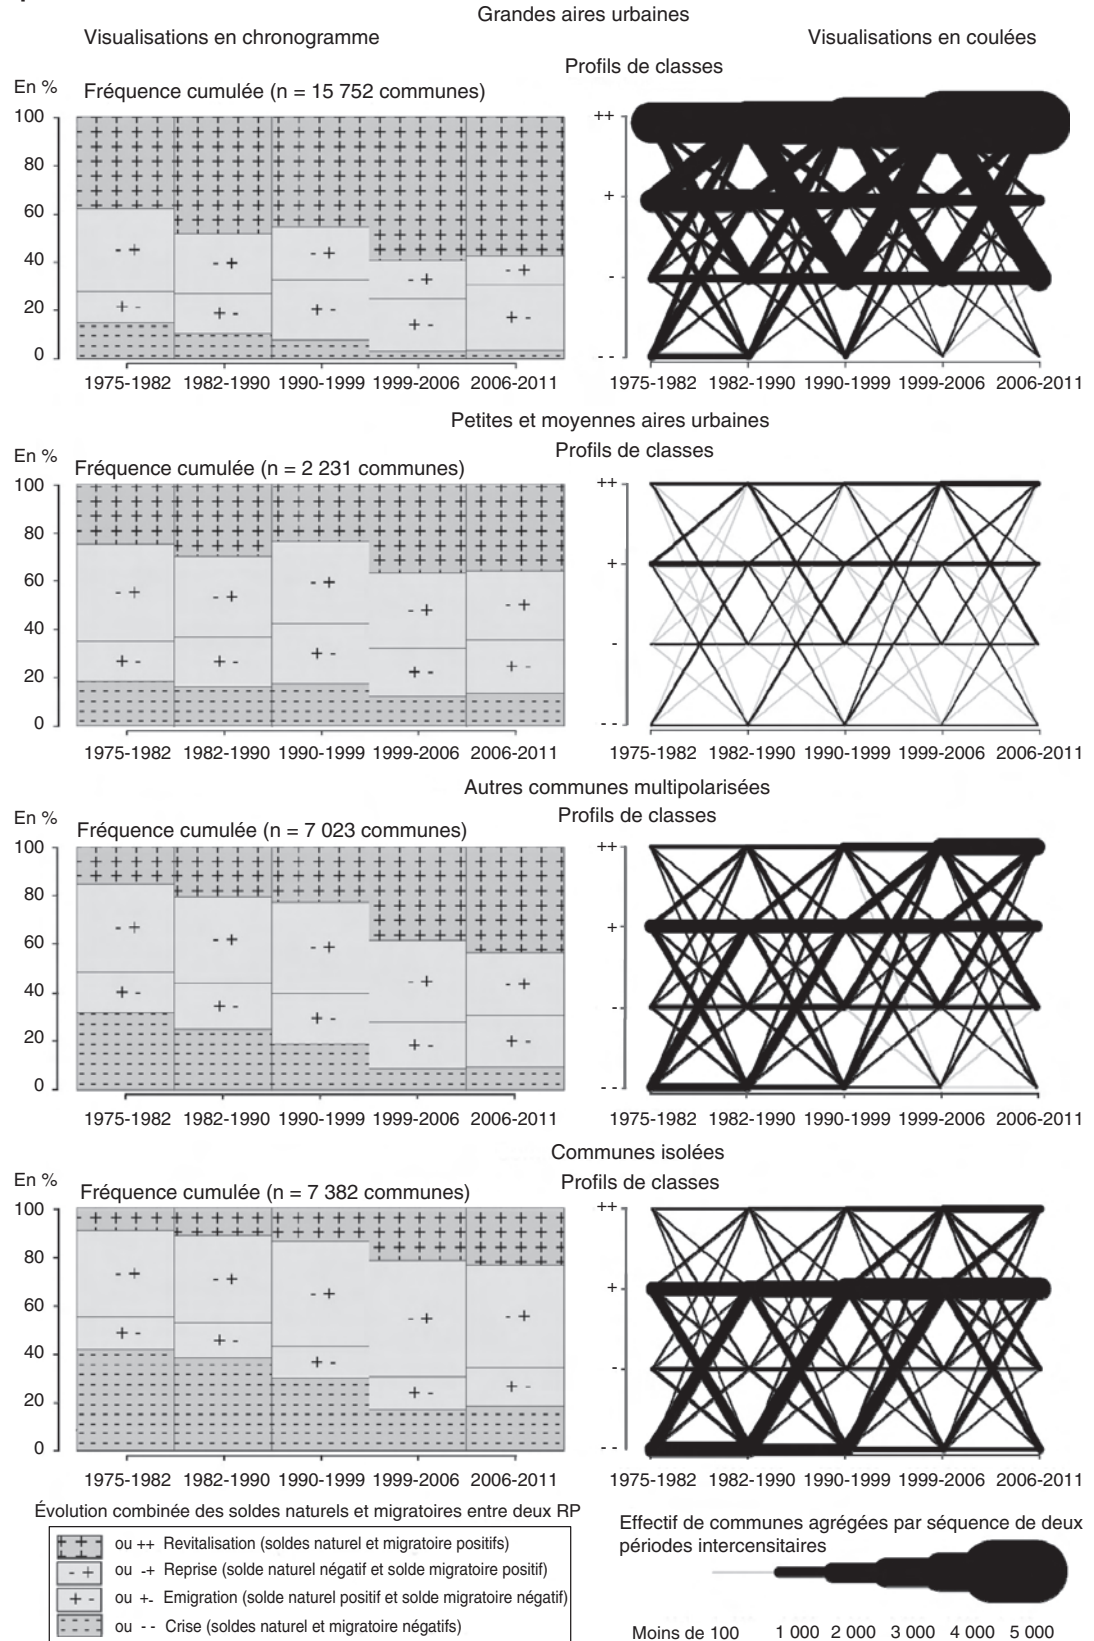 Grandes aires urbaines
Visualisations en chronogramme
Visualisations en coulées
Profils de classes
En %
Fréquence cumulée (n = 15 752 communes)
100
80
60
40
20
0
- +
+ -
- +
+ -
- +
+ -
- +
+ -
- +
+ -
1975-1982 1982-1990 1990-1999 1999-2006 2006-2011
++
+
-
- -
1975-1982 1982-1990 1990-1999 1999-2006 2006-2011
Petites et moyennes aires urbaines
Profils de classes
En %
Fréquence cumulée (n = 2 231 communes)
100
80
60
40
20
0
- +
+ -
- +
+ -
- +
+ -
- +
+ -
- +
+ -
1975-1982 1982-1990 1990-1999 1999-2006 2006-2011
++
+
-
- -
1975-1982 1982-1990 1990-1999 1999-2006 2006-2011
Autres communes multipolarisées
Profils de classes
En %
Fréquence cumulée (n = 7 023 communes)
100
80
60
40
20
0
- +
+ -
- +
+ -
- +
+ -
- +
+ -
- +
+ -
1975-1982 1982-1990 1990-1999 1999-2006 2006-2011
++
+
-
- -
1975-1982 1982-1990 1990-1999 1999-2006 2006-2011
Communes isolées
Profils de classes
En %
Fréquence cumulée (n = 7 382 communes)
100
80
60
40
20
0
- +
+ -
- +
+ -
- +
+ -
- +
+ -
- +
+ -
1975-1982 1982-1990 1990-1999 1999-2006 2006-2011
++
+
-
- -
1975-1982 1982-1990 1990-1999 1999-2006 2006-2011
Évolution combinée des soldes naturels et migratoires entre deux RP
ou ++ Revitalisation (soldes naturel et migratoire positifs)
- + ou -+ Reprise (solde naturel négatif et solde migratoire positif)
+ - ou +- Emigration (solde naturel positif et solde migratoire négatif)
ou - - Crise (soldes naturel et migratoire négatifs)
Effectif de communes agrégées par séquence de deux
périodes intercensitaires
Moins de 100 1 000 2 000 3 000 4 000 5 000